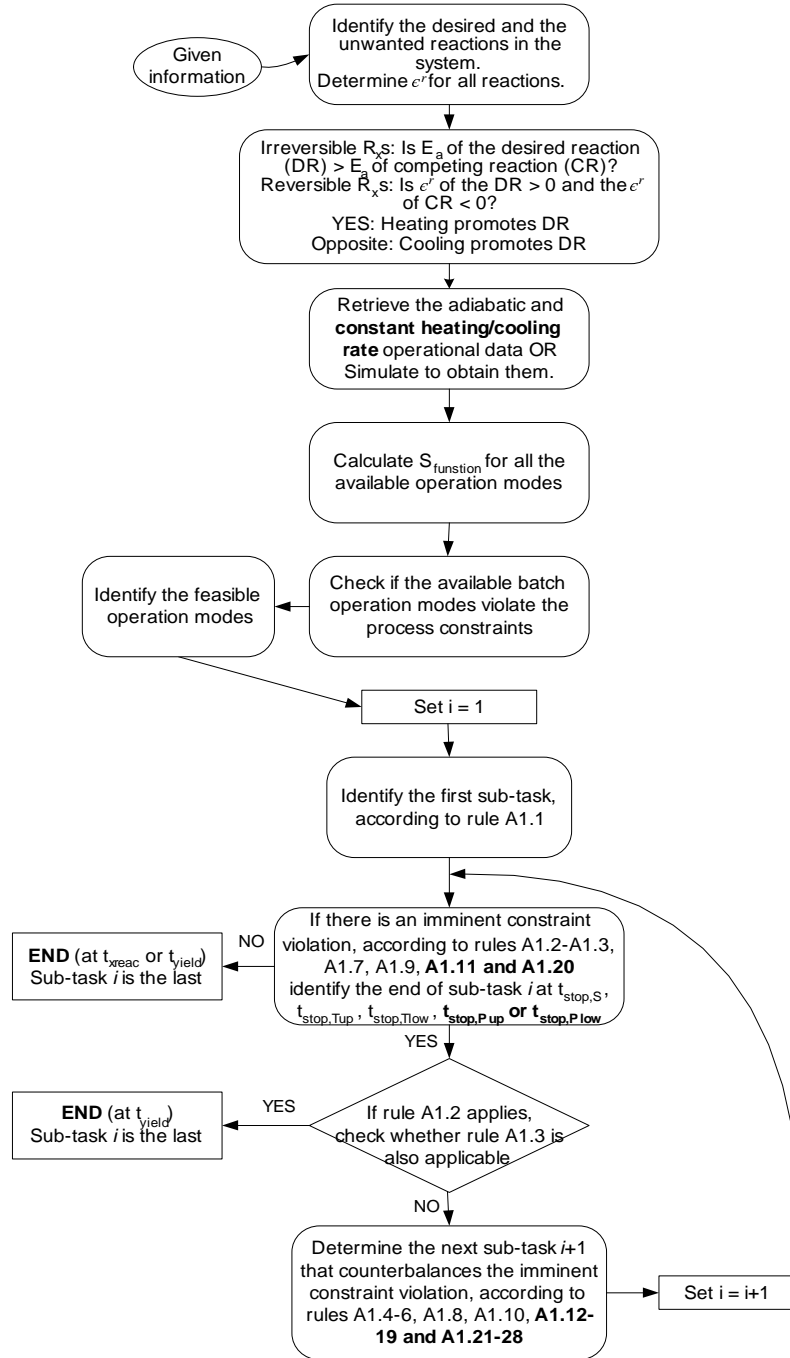 Given
information
Identify the desired and the
unwanted reactions in the
system.
Determine ϵʳ for all reactions.
Irreversible Rₓs: Is Eₐ of the desired reaction
(DR) > Eₐ of competing reaction (CR)?
Reversible Rₓs: Is ϵʳ of the DR > 0 and the ϵʳ
of CR < 0?
YES: Heating promotes DR
Opposite: Cooling promotes DR
Retrieve the adiabatic and
constant heating/cooling
rate operational data OR
Simulate to obtain them.
Calculate S_funstion for all the
available operation modes
Check if the available batch
operation modes violate the
process constraints
Identify the feasible
operation modes
Set i = 1
Identify the first sub-task,
according to rule A1.1
If there is an imminent constraint
violation, according to rules A1.2-A1.3,
A1.7, A1.9, A1.11 and A1.20
identify the end of sub-task i at t_stop,S ,
t_stop,Tup , t_stop,Tlow , t_stop,P up or t_stop,P low
NO
END (at t_xreac or t_yield)
Sub-task i is the last
YES
If rule A1.2 applies,
check whether rule A1.3 is
also applicable
YES
END (at t_yield)
Sub-task i is the last
NO
Determine the next sub-task i+1
that counterbalances the imminent
constraint violation, according to
rules A1.4-6, A1.8, A1.10, A1.12-
19 and A1.21-28
Set i = i+1